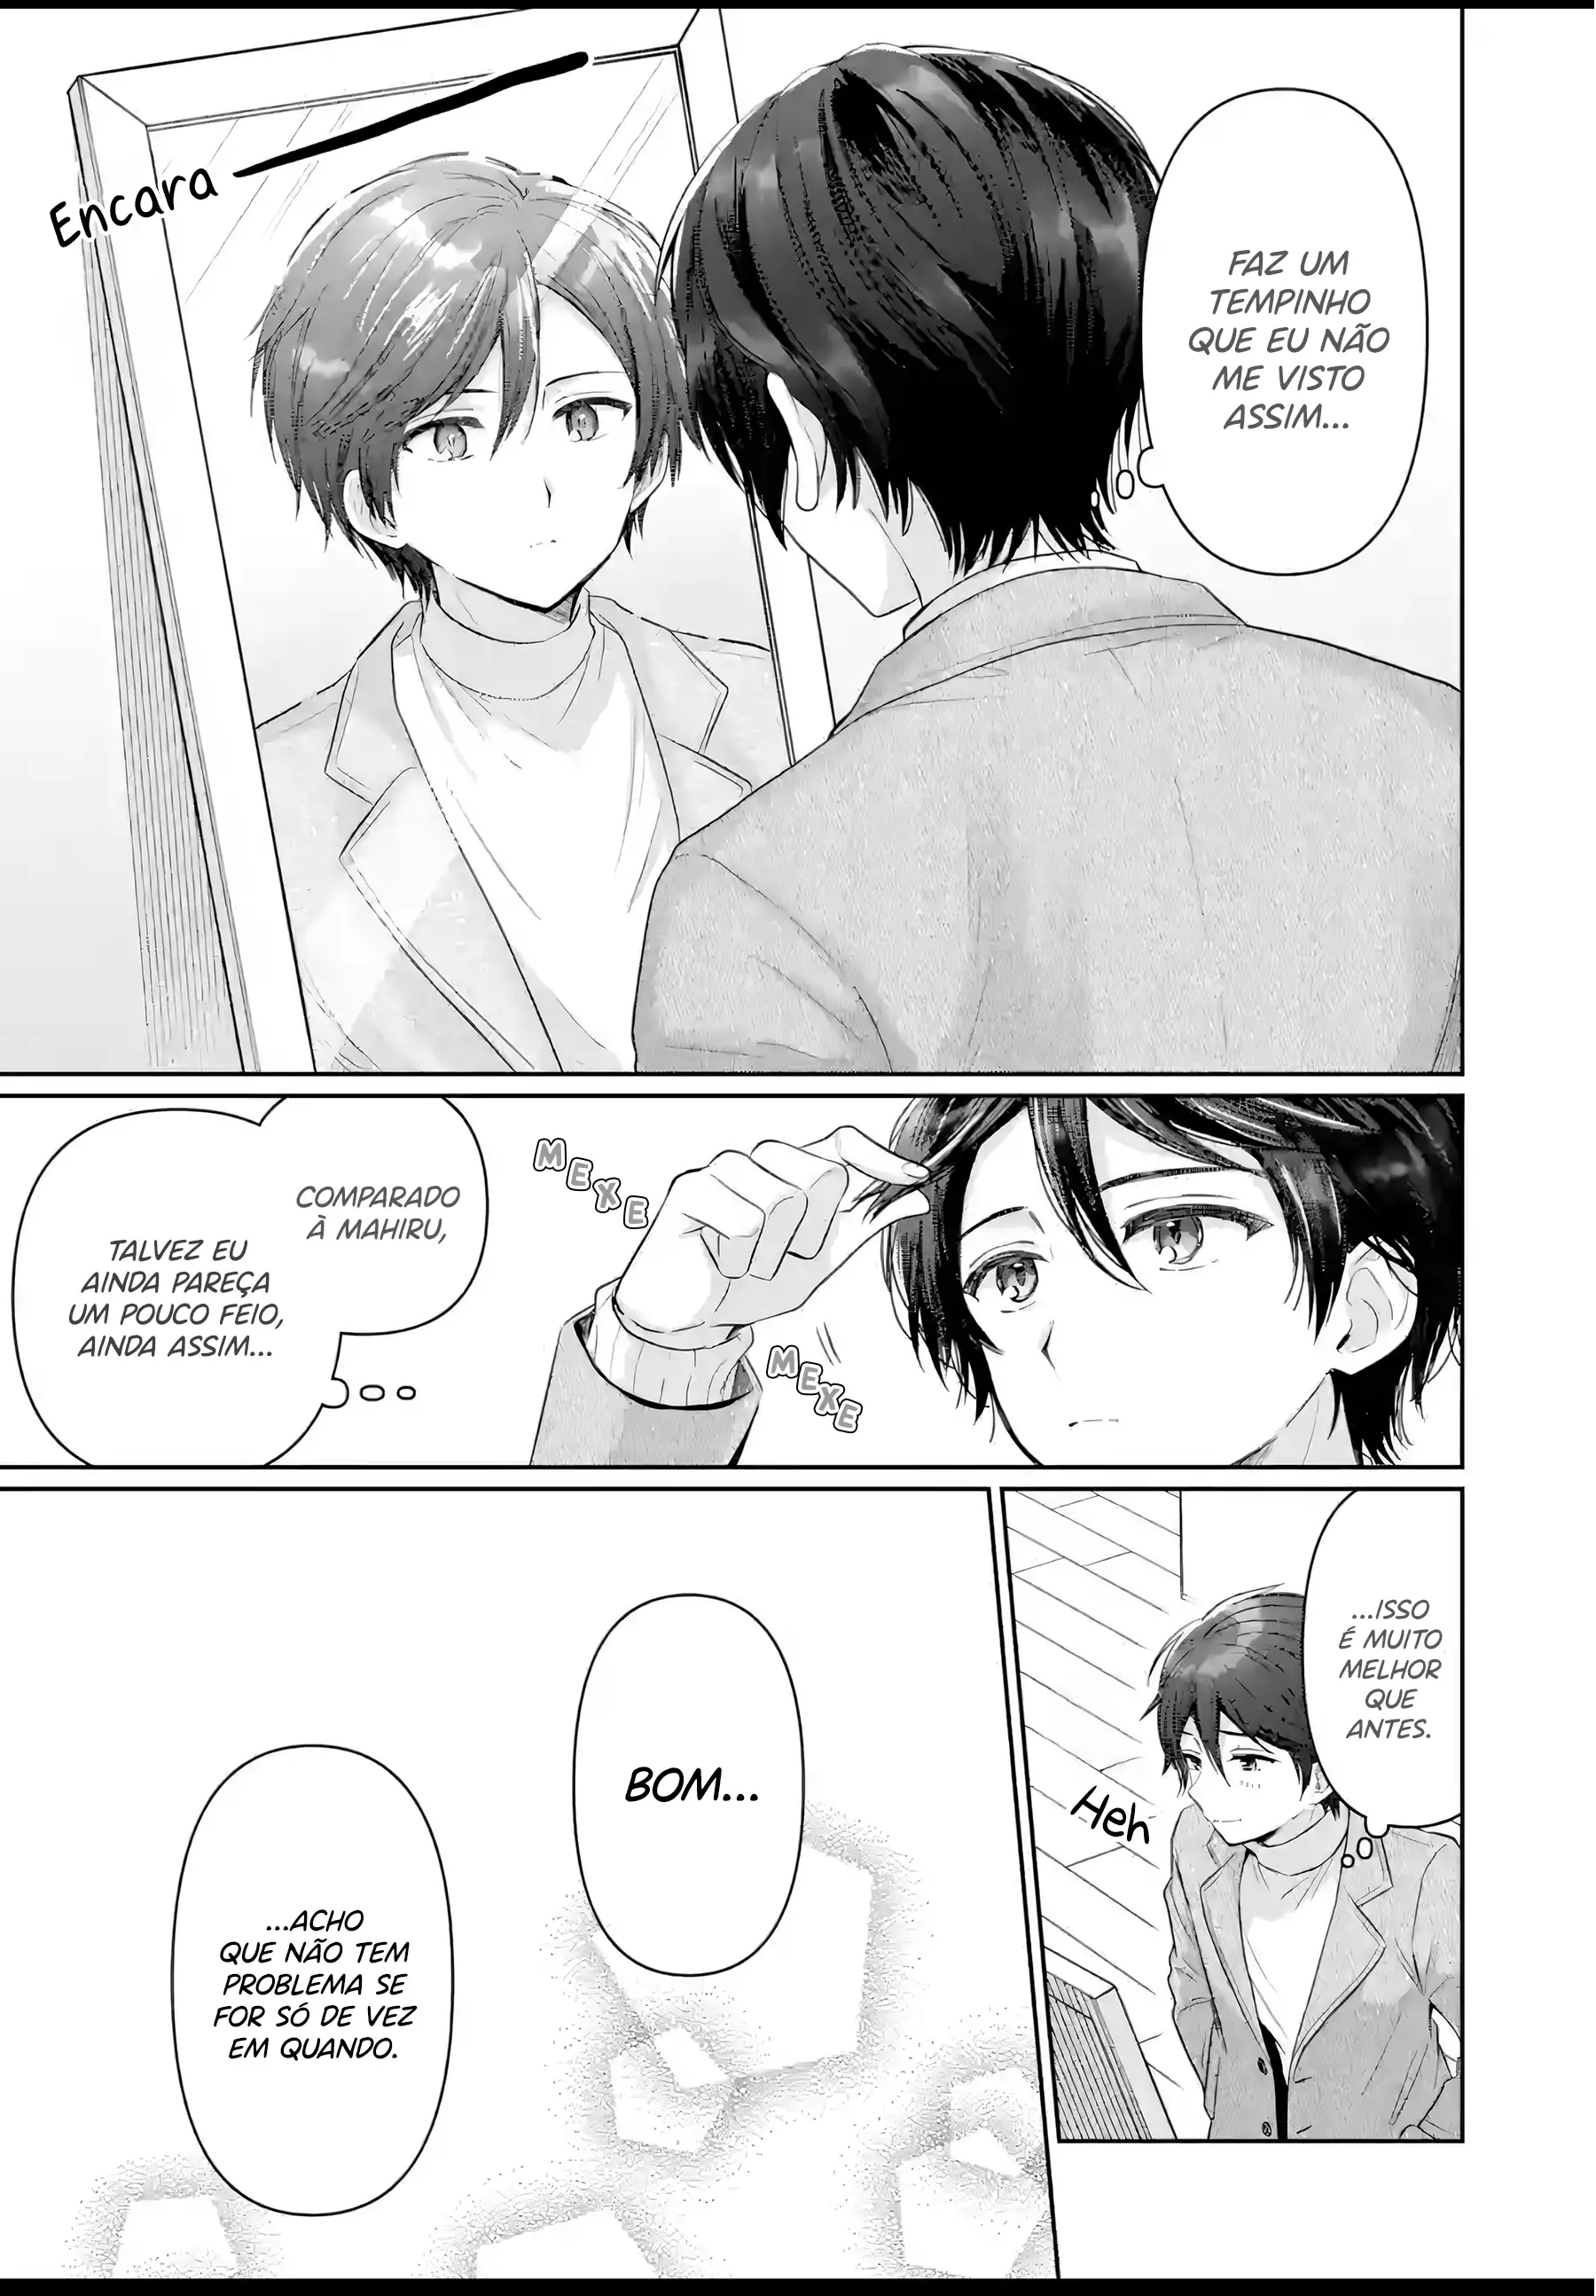 FAZ UM
TEMPINHO
QUE EU NÃO
ME VISTO
ASSIM...
Encara
COMPARADO
À MAHIRU,
TALVEZ EU
AINDA PAREÇA
UM POUCO FEIO,
AINDA ASSIM...
MEXE
MEXE
...ISSO
É MUITO
MELHOR
QUE
ANTES.
Heh
BOM...
...ACHO
QUE NÃO TEM
PROBLEMA SE
FOR SÓ DE VEZ
EM QUANDO.